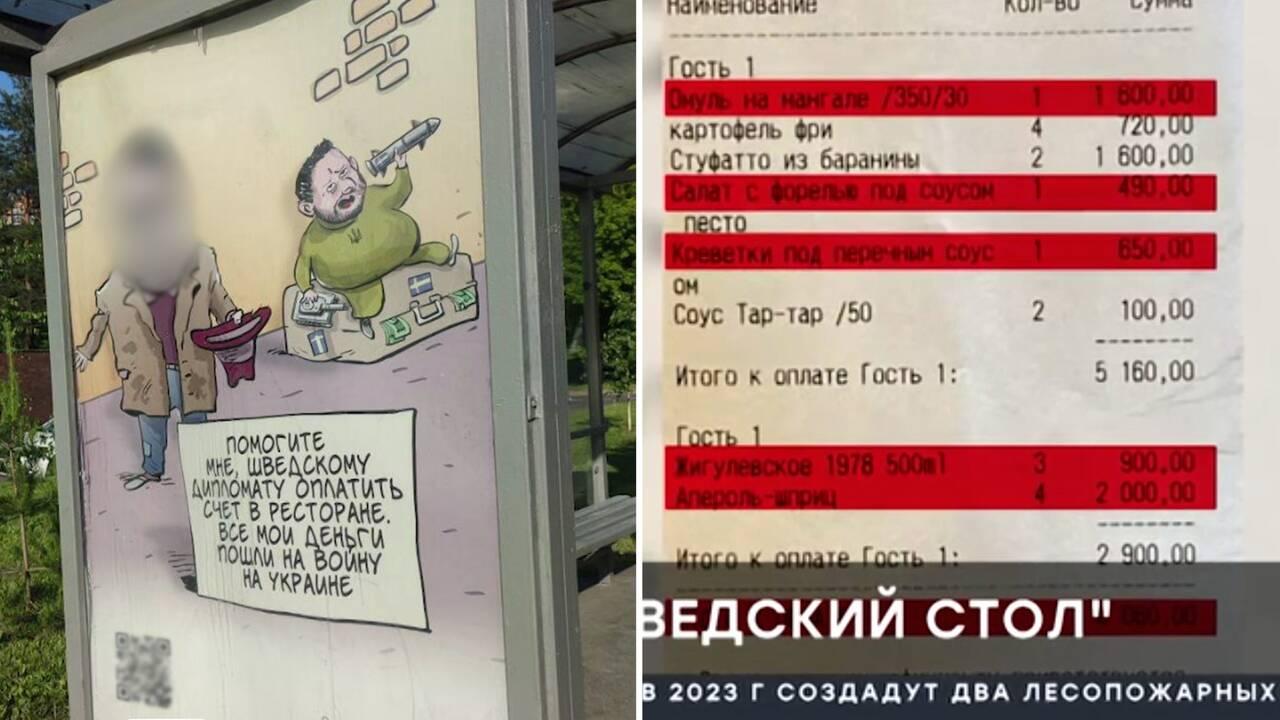 ПОМОГИТЕ
МНЕ, ШВЕДСКОМУ
ДИПЛОМАТУ ОПЛАТИТЬ
СЧЕТ В РЕСТОРАНЕ.
ВСЕ МОИ ДЕНЬГИ
ПОШЛИ НА ВОЙНУ
НА УКРАИНЕ
Наименование Кол-во Сумма
Гость 1
Омуль на мангале /350/30 1 1 600,00
картофель фри 4 720,00
Стуфатто из баранины 2 1 600,00
Салат с форелью под соусом 1 490,00
песто
Креветки под перечным соус 1 650,00
ом
Соус Тар-тар /50 2 100,00
Итого к оплате Гость 1: 5 160,00
Гость 1
Жигулевское 1978 500ml 3 900,00
Апероль-шприц 4 2 000,00
Итого к оплате Гость 1: 2 900,00
ВЕДСКИЙ СТОЛ"
В 2023 Г СОЗДАДУТ ДВА ЛЕСОПОЖАРНЫХ